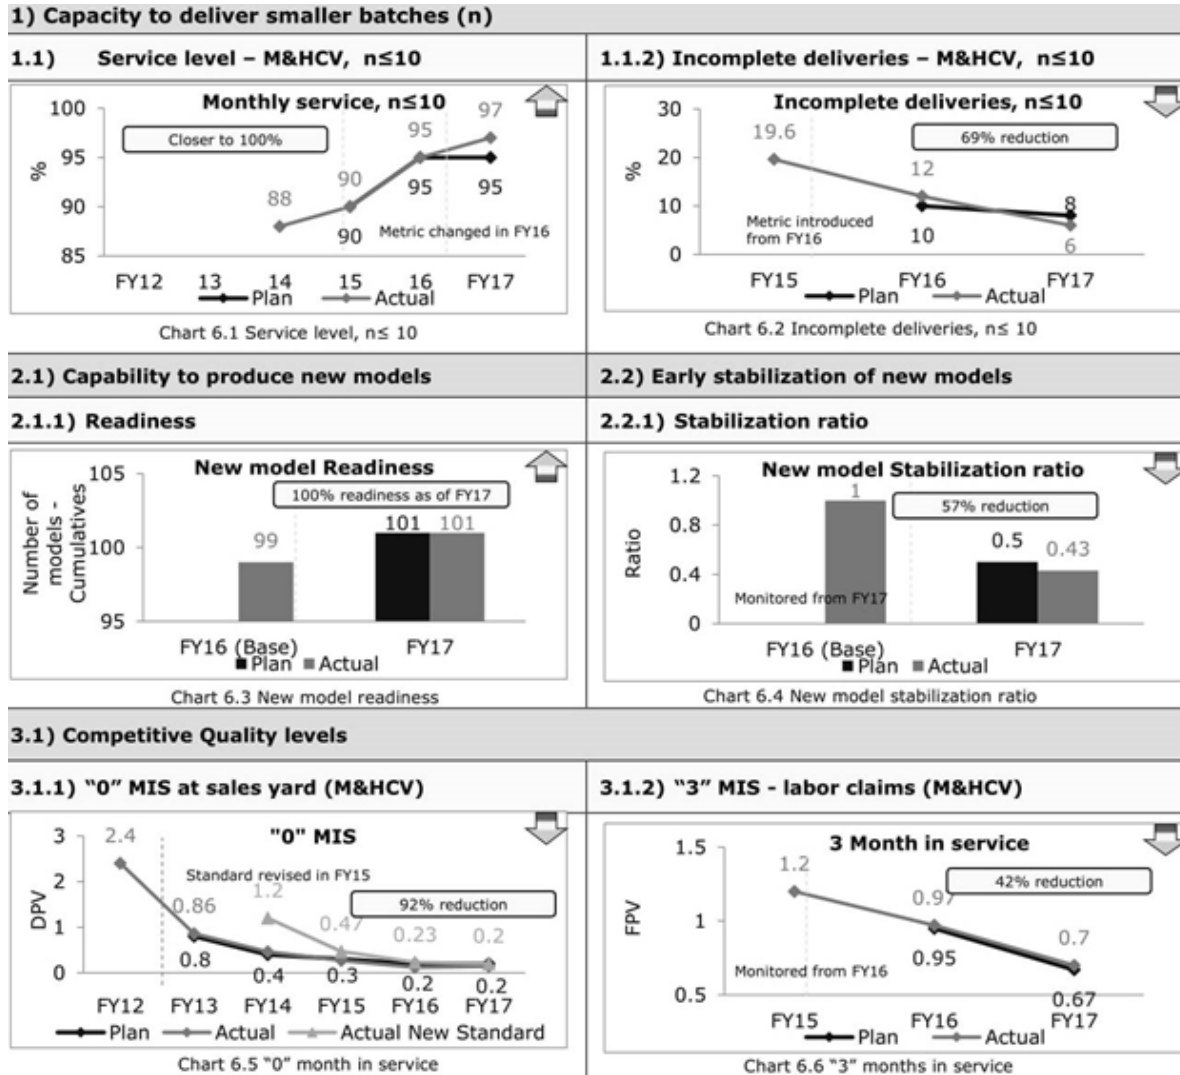 1) Capacity to deliver smaller batches (n)
1.1) Service level – M&HCV, n≤10
1.1.2) Incomplete deliveries – M&HCV, n≤10
Monthly service, n≤10
100
95
90
85
%
Closer to 100%
88
90
95
97
90
95
95
Metric changed in FY16
FY12 13 14 15 16 FY17
Plan Actual
Chart 6.1 Service level, n≤ 10
Incomplete deliveries, n≤10
30
20
10
0
%
69% reduction
19.6
12
8
10
6
Metric introduced
from FY16
FY15 FY16 FY17
Plan Actual
Chart 6.2 Incomplete deliveries, n≤ 10
2.1) Capability to produce new models
2.2) Early stabilization of new models
2.1.1) Readiness
2.2.1) Stabilization ratio
New model Readiness
105
100
95
Number of
models -
Cumulatives
100% readiness as of FY17
99
101 101
FY16 (Base) FY17
Plan Actual
Chart 6.3 New model readiness
New model Stabilization ratio
1.2
0.8
0.4
0
Ratio
1
57% reduction
0.5
0.43
Monitored from FY17
FY16 (Base) FY17
Plan Actual
Chart 6.4 New model stabilization ratio
3.1) Competitive Quality levels
3.1.1) “0” MIS at sales yard (M&HCV)
3.1.2) “3” MIS - labor claims (M&HCV)
"0" MIS
3
2
1
0
DPV
2.4
Standard revised in FY15
92% reduction
0.86
1.2
0.47
0.23
0.2
0.8
0.4
0.3
0.2
0.2
FY12 FY13 FY14 FY15 FY16 FY17
Plan Actual Actual New Standard
Chart 6.5 “0” month in service
3 Month in service
1.5
1
0.5
FPV
1.2
42% reduction
0.97
0.7
0.95
0.67
Monitored from FY16
FY15 FY16 FY17
Plan Actual
Chart 6.6 “3” months in service